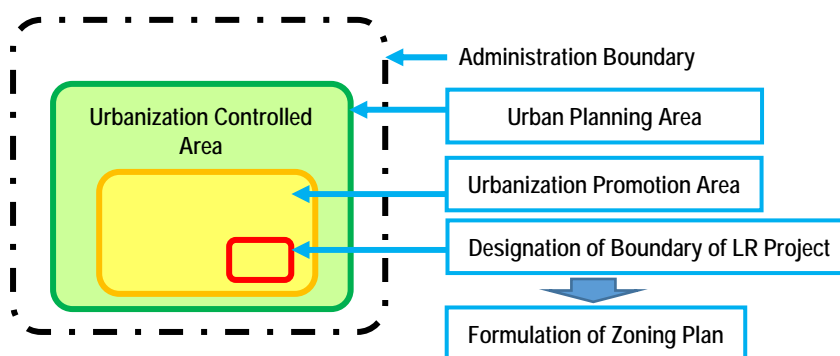 Administration Boundary
Urbanization Controlled
Area
Urban Planning Area
Urbanization Promotion Area
Designation of Boundary of LR Project
Formulation of Zoning Plan